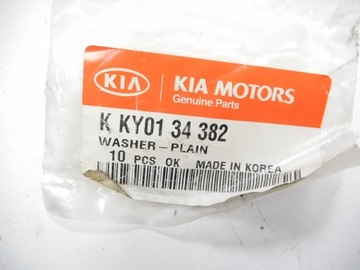 KIA KIA MOTORS
Genuine Parts
K KY01 34 382
WASHER-PLAIN
10 PCS OK MADE IN KOREA